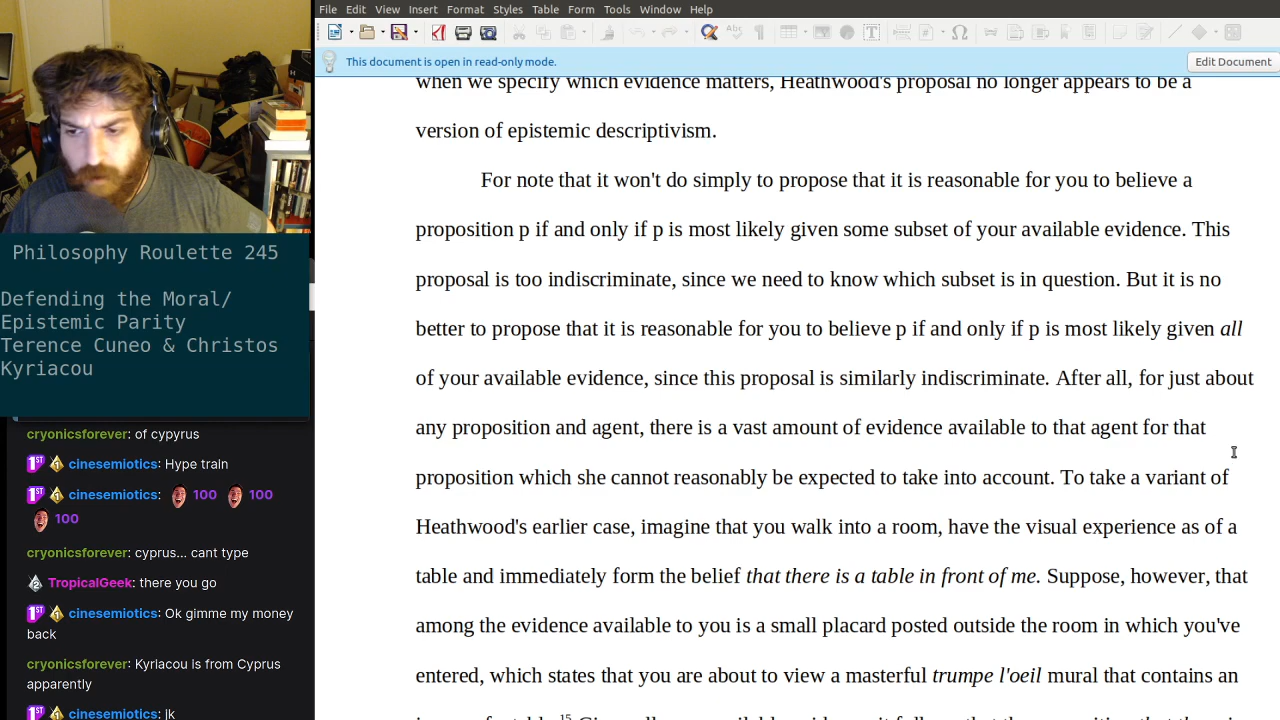 File Edit View Insert Format Styles Table Form Tools Window Help
This document is open in read-only mode.
Edit Document
when we specify which evidence matters, Heathwood's proposal no longer appears to be a
version of epistemic descriptivism.
For note that it won't do simply to propose that it is reasonable for you to believe a
proposition p if and only if p is most likely given some subset of your available evidence. This
proposal is too indiscriminate, since we need to know which subset is in question. But it is no
better to propose that it is reasonable for you to believe p if and only if p is most likely given all
of your available evidence, since this proposal is similarly indiscriminate. After all, for just about
any proposition and agent, there is a vast amount of evidence available to that agent for that
proposition which she cannot reasonably be expected to take into account. To take a variant of
Heathwood's earlier case, imagine that you walk into a room, have the visual experience as of a
table and immediately form the belief that there is a table in front of me. Suppose, however, that
among the evidence available to you is a small placard posted outside the room in which you've
entered, which states that you are about to view a masterful trumpe l'oeil mural that contains an
Philosophy Roulette 245
Defending the Moral/
Epistemic Parity
Terence Cuneo & Christos
Kyriacou
cryonicsforever: of cypyrus
1ST cinesemiotics: Hype train
1ST cinesemiotics: 100 100
100
cryonicsforever: cyprus... cant type
TropicalGeek: there you go
1ST cinesemiotics: Ok gimme my money
back
cryonicsforever: Kyriacou is from Cyprus
apparently
1ST cinesemiotics: jk